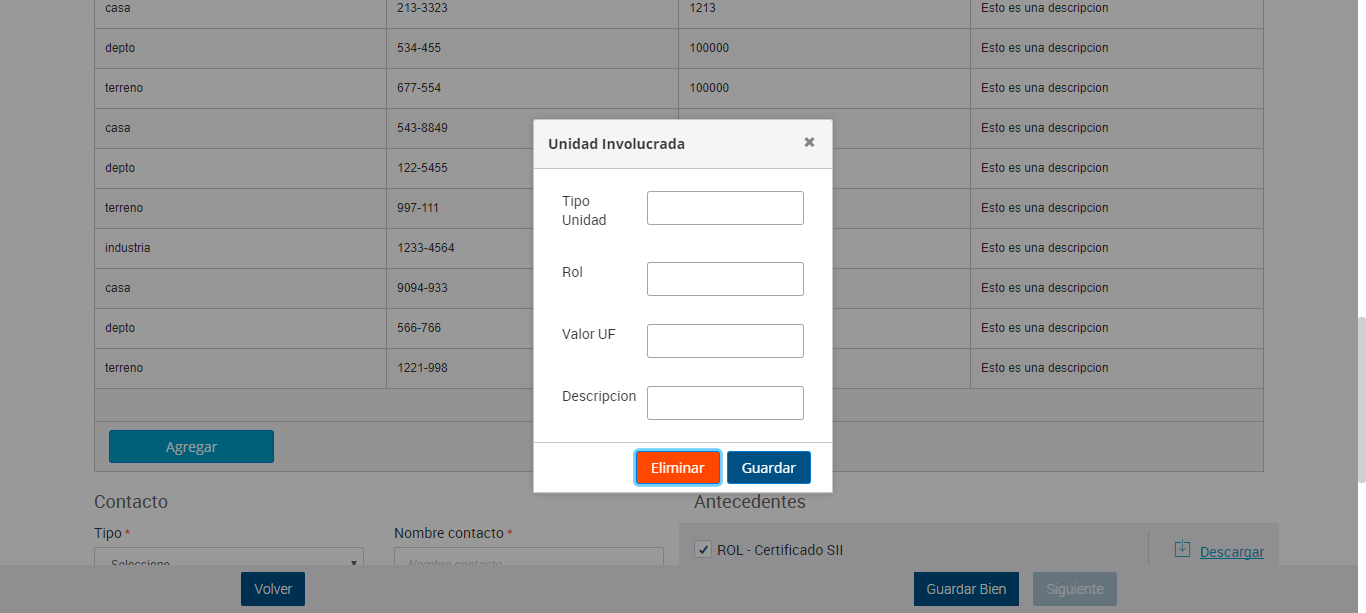 casa 213-3323 1213 Esto es una descripcion
depto 534-455 100000 Esto es una descripcion
terreno 677-554 100000 Esto es una descripcion
casa 543-8849 Esto es una descripcion
depto 122-5455 Esto es una descripcion
terreno 997-111 Esto es una descripcion
industria 1233-4564 Esto es una descripcion
casa 9094-933 Esto es una descripcion
depto 566-766 Esto es una descripcion
terreno 1221-998 Esto es una descripcion
Agregar
Unidad Involucrada ✖
Tipo
Unidad
Rol
Valor UF
Descripcion
Eliminar Guardar
Contacto Antecedentes
Tipo * Nombre contacto *
Seleccione Nombre contacto
ROL - Certificado SII Descargar
Volver Guardar Bien Siguiente